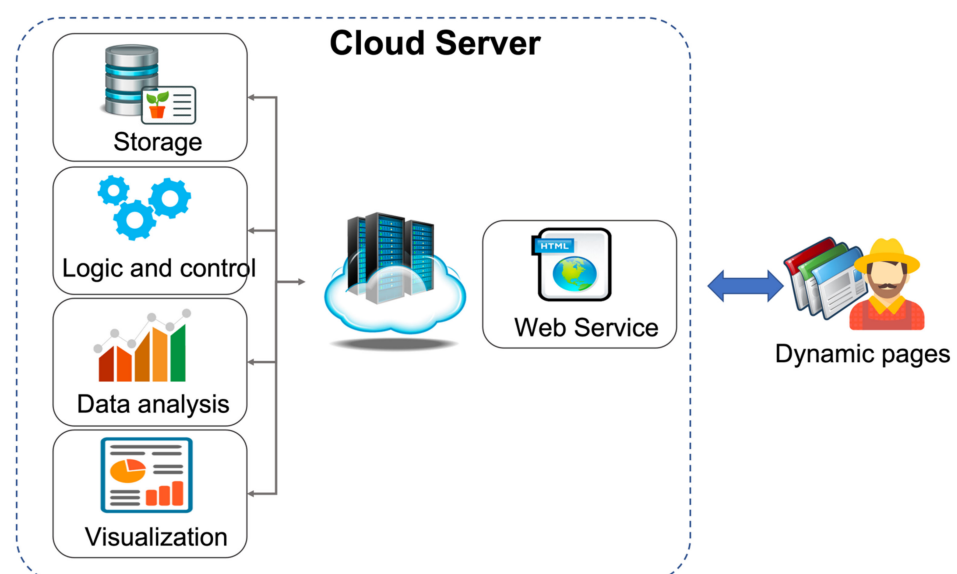 Cloud Server
Storage
Logic and control
Data analysis
Visualization
HTML
Web Service
Dynamic pages